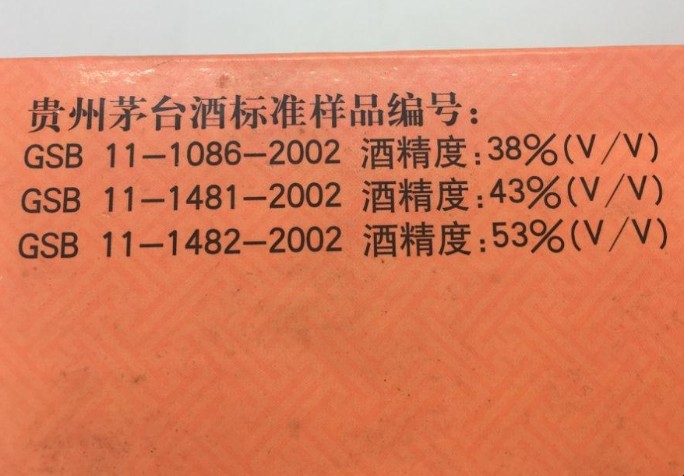 贵州茅台酒标准样品编号：
GSB 11—1086—2002 酒精度:38%(V/V)
GSB 11—1481—2002 酒精度:43%(V/V)
GSB 11—1482—2002 酒精度:53%(V/V)